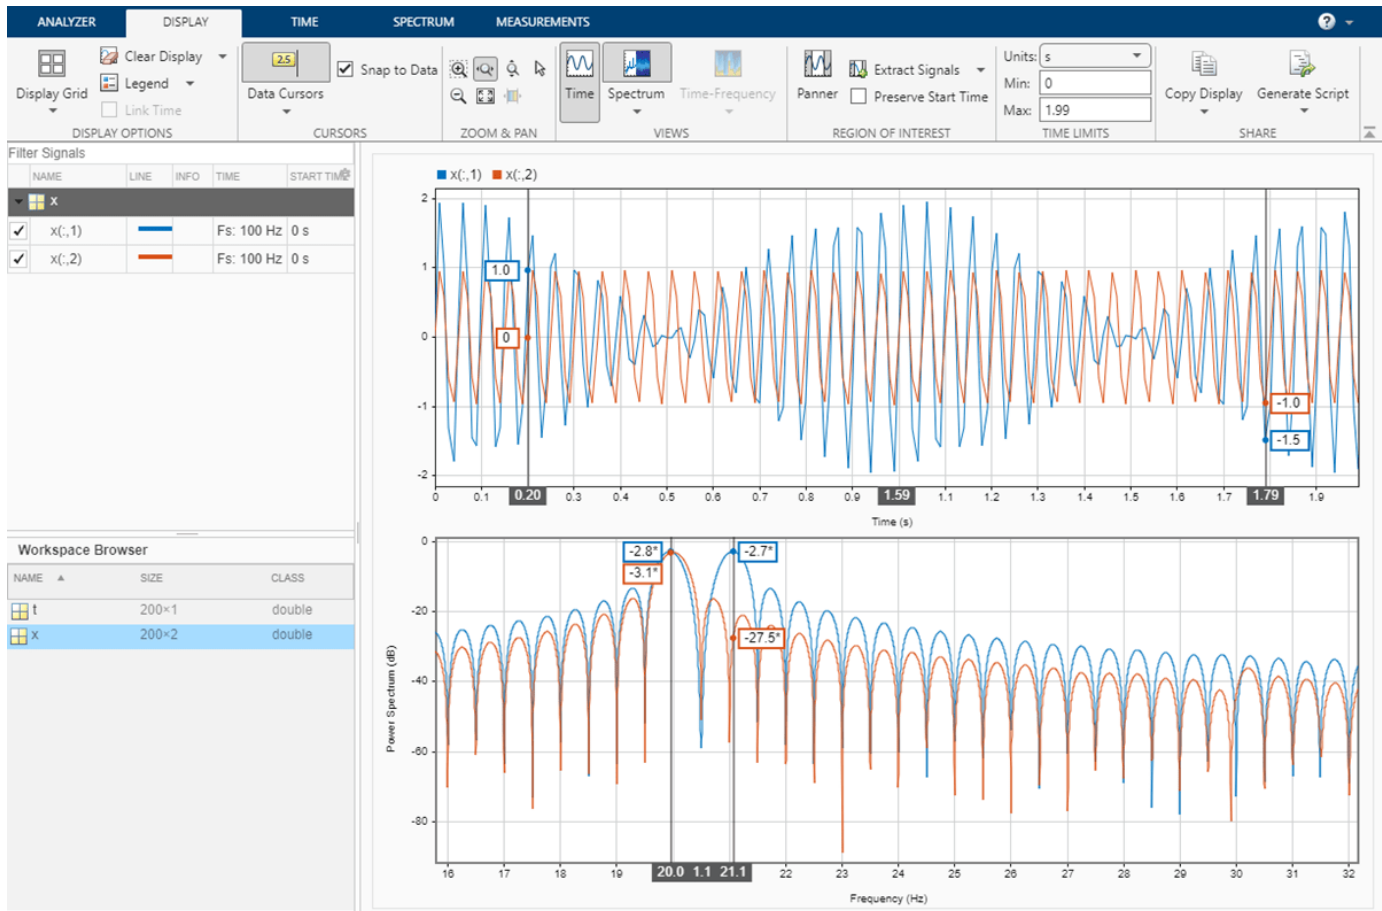 ANALYZER DISPLAY TIME SPECTRUM MEASUREMENTS ?
Display Grid
Clear Display
Legend
Link Time
DISPLAY OPTIONS
2.5
Data Cursors
Snap to Data
CURSORS
ZOOM & PAN
Time
Spectrum
Time-Frequency
VIEWS
Panner
Extract Signals
Preserve Start Time
REGION OF INTEREST
Units: s
Min: 0
Max: 1.99
TIME LIMITS
Copy Display
Generate Script
SHARE
Filter Signals
NAME LINE INFO TIME START TIME
x
x(:,1) Fs: 100 Hz 0 s
x(:,2) Fs: 100 Hz 0 s
Workspace Browser
NAME SIZE CLASS
t 200×1 double
x 200×2 double
x(:,1) x(:,2)
2
1
0
-1
-2
1.0
0
-1.0
-1.5
0 0.1 0.20 0.3 0.4 0.5 0.6 0.7 0.8 0.9 1.59 1.1 1.2 1.3 1.4 1.5 1.6 1.7 1.79 1.9
Time (s)
0
-20
-40
-60
-80
Power Spectrum (dB)
-2.8*
-3.1*
-2.7*
-27.5*
16 17 18 19 20.0 1.1 21.1 22 23 24 25 26 27 28 29 30 31 32
Frequency (Hz)